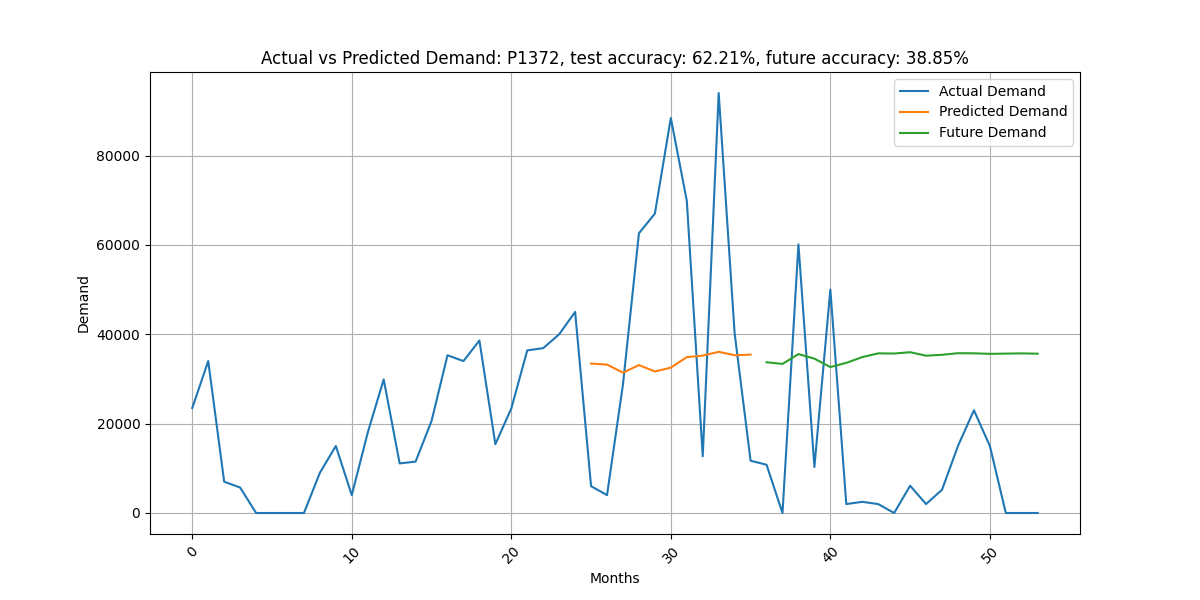 Actual vs Predicted Demand: P1372, test accuracy: 62.21%, future accuracy: 38.85%
Actual Demand
Predicted Demand
Future Demand
Demand
80000
60000
40000
20000
0
0 10 20 30 40 50
Months